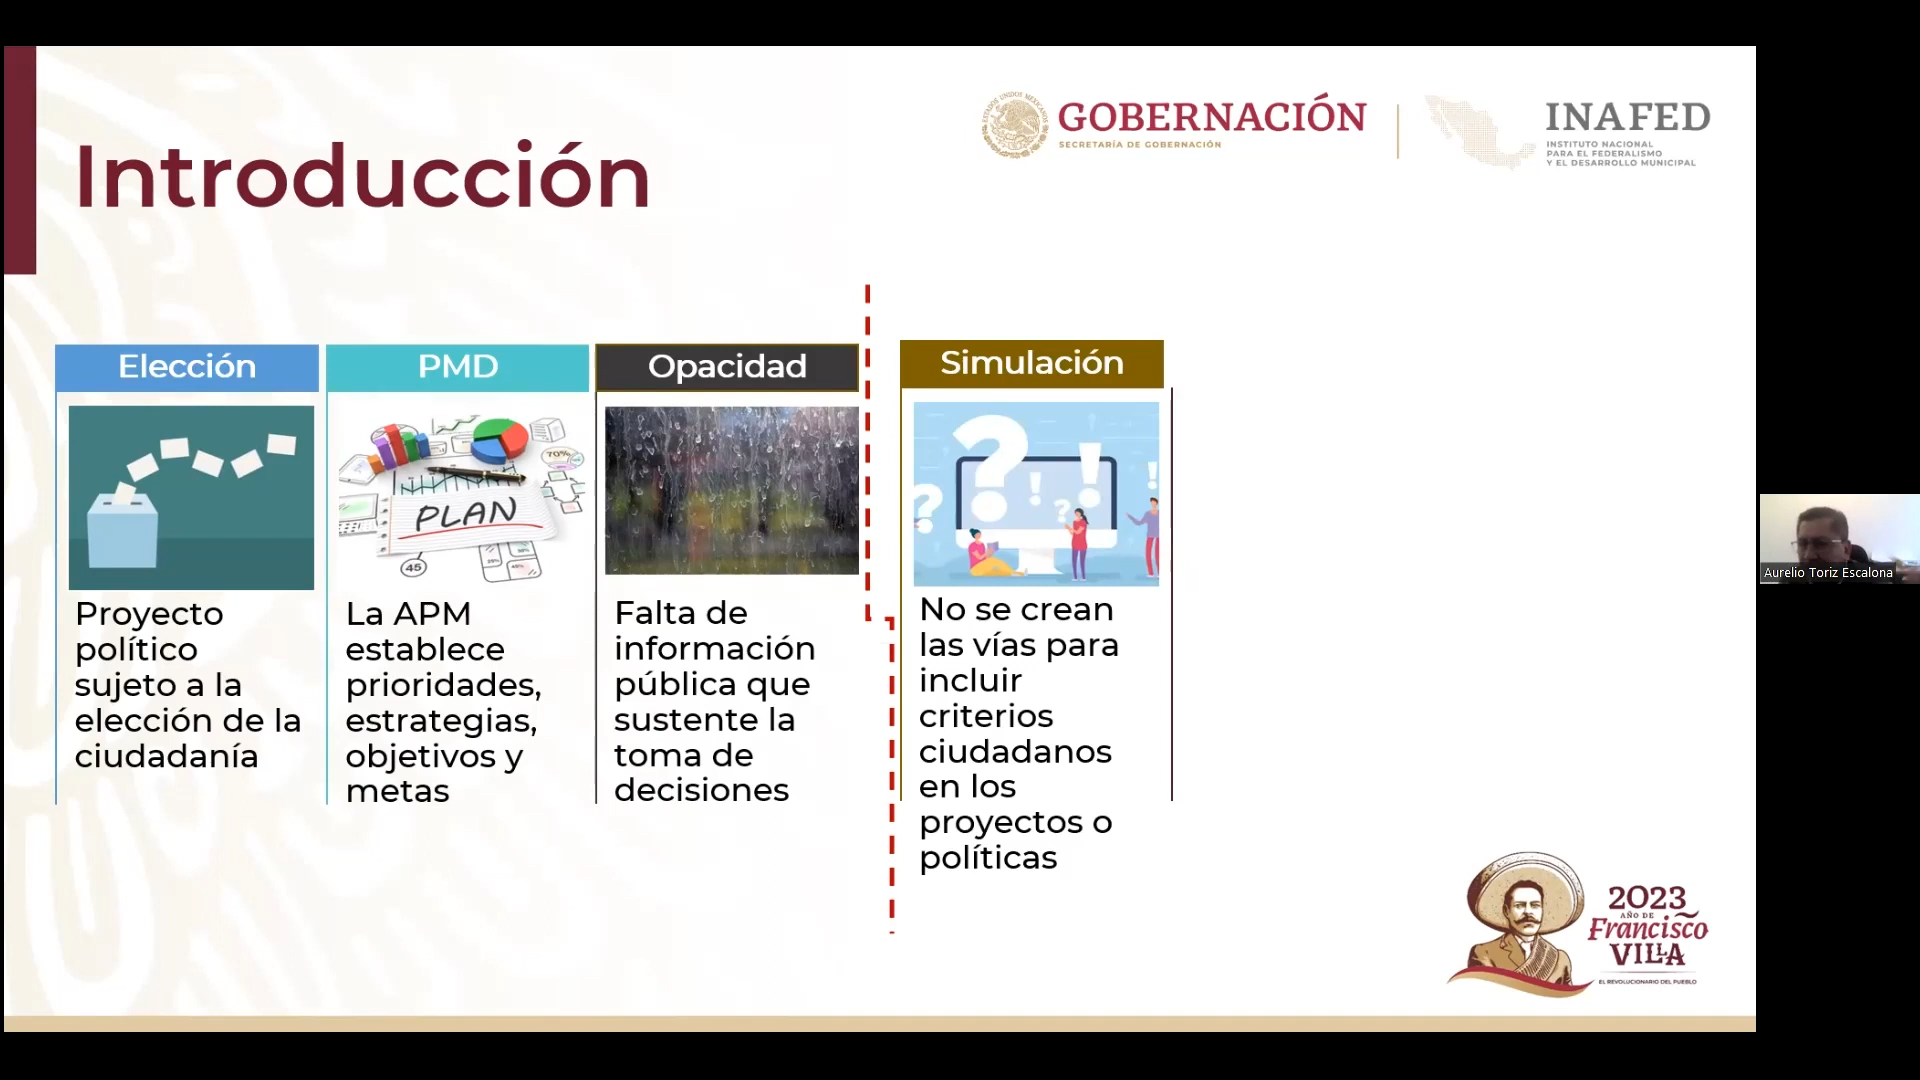 GOBERNACIÓN
SECRETARÍA DE GOBERNACIÓN
INAFED
INSTITUTO NACIONAL
PARA EL FEDERALISMO
Y EL DESARROLLO MUNICIPAL
Introducción
Elección
Proyecto
político
sujeto a la
elección de la
ciudadanía
PMD
70%
PLAN
45
La APM
establece
prioridades,
estrategias,
objetivos y
metas
Opacidad
Falta de
información
pública que
sustente la
toma de
decisiones
Simulación
No se crean
las vías para
incluir
criterios
ciudadanos
en los
proyectos o
políticas
Aurelio Toriz Escalona
2023
AÑO DE
Francisco
VILLA
EL REVOLUCIONARIO DEL PUEBLO